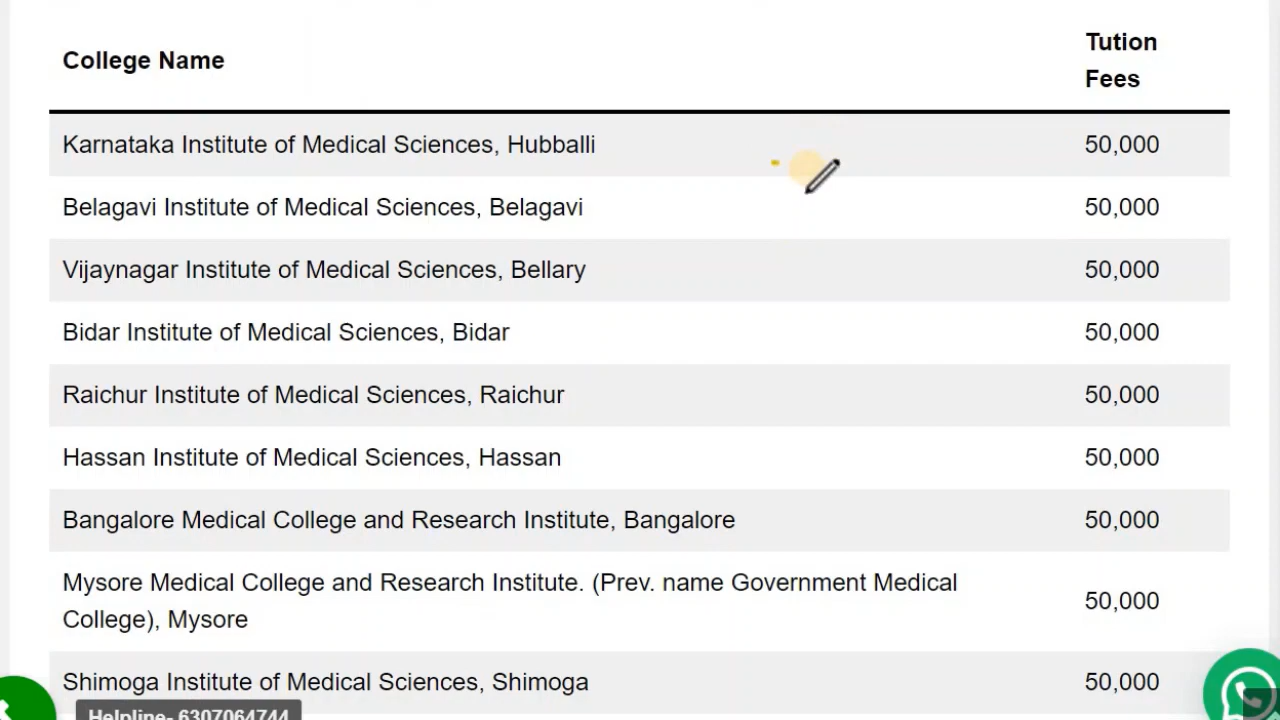 College Name
Tution
Fees
Karnataka Institute of Medical Sciences, Hubballi 50,000
Belagavi Institute of Medical Sciences, Belagavi 50,000
Vijaynagar Institute of Medical Sciences, Bellary 50,000
Bidar Institute of Medical Sciences, Bidar 50,000
Raichur Institute of Medical Sciences, Raichur 50,000
Hassan Institute of Medical Sciences, Hassan 50,000
Bangalore Medical College and Research Institute, Bangalore 50,000
Mysore Medical College and Research Institute. (Prev. name Government Medical
College), Mysore 50,000
Shimoga Institute of Medical Sciences, Shimoga 50,000
Helpline- 6307064744